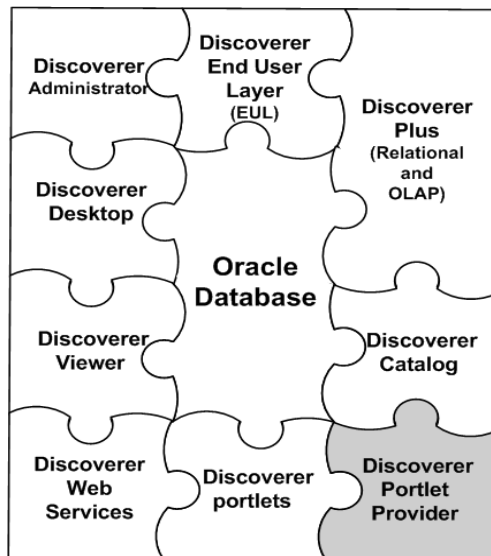 Discoverer
Administrator
Discoverer
End User
Layer
(EUL)
Discoverer
Plus
(Relational
and
OLAP)
Discoverer
Desktop
Oracle
Database
Discoverer
Viewer
Discoverer
Catalog
Discoverer
Web
Services
Discoverer
portlets
Discoverer
Portlet
Provider